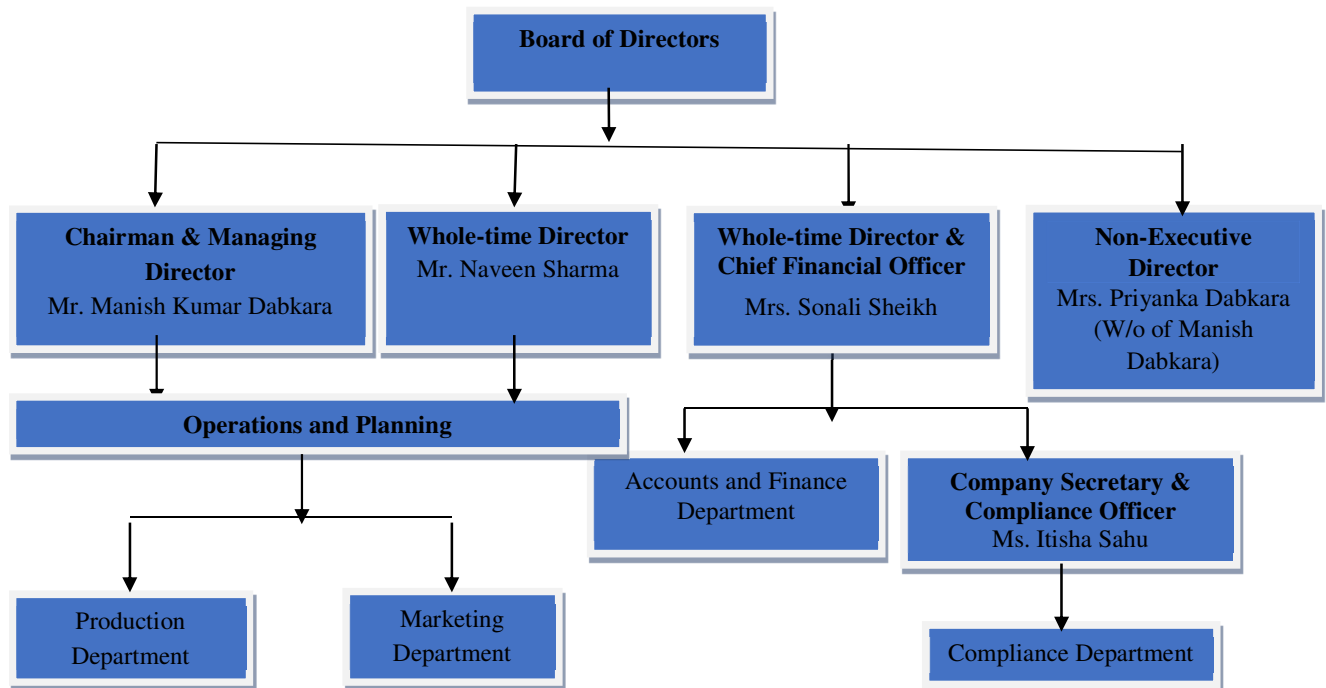 Board of Directors
Chairman & Managing
Director
Mr. Manish Kumar Dabkara
Whole-time Director
Mr. Naveen Sharma
Whole-time Director &
Chief Financial Officer
Mrs. Sonali Sheikh
Non-Executive
Director
Mrs. Priyanka Dabkara
(W/o of Manish
Dabkara)
Operations and Planning
Accounts and Finance
Department
Company Secretary &
Compliance Officer
Ms. Itisha Sahu
Production
Department
Marketing
Department
Compliance Department